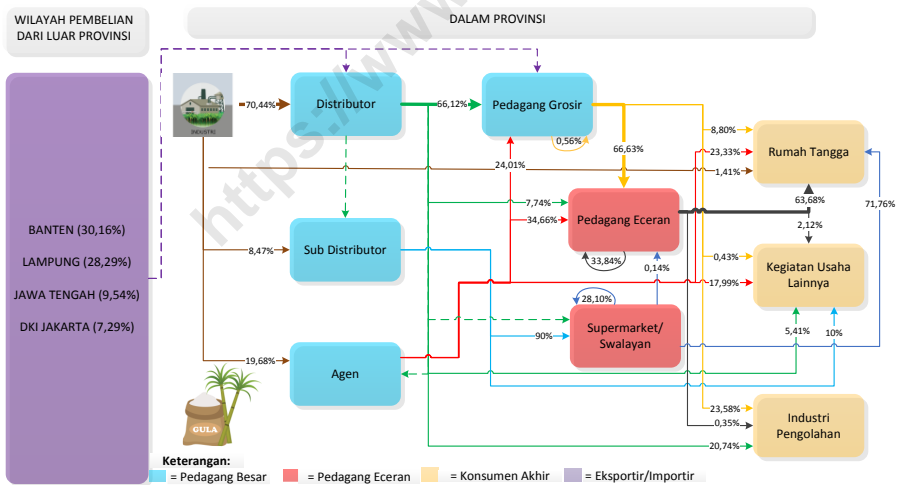 WILAYAH PEMBELIAN
DARI LUAR PROVINSI
DALAM PROVINSI
BANTEN (30,16%)
LAMPUNG (28,29%)
JAWA TENGAH (9,54%)
DKI JAKARTA (7,29%)
INDUSTRI
70,44%
Distributor
66,12%
Pedagang Grosir
0,56%
66,63%
8,80%
23,33%
1,41%
Rumah Tangga
24,01%
7,74%
34,66%
Pedagang Eceran
63,68%
2,12%
71,76%
8,47%
Sub Distributor
33,84%
0,14%
0,43%
17,99%
Kegiatan Usaha
Lainnya
28,10%
90%
Supermarket/
Swalayan
5,41%
10%
19,68%
Agen
GULA
23,58%
0,35%
20,74%
Industri
Pengolahan
Keterangan:
= Pedagang Besar
= Pedagang Eceran
= Konsumen Akhir
= Eksportir/Importir
https://www.